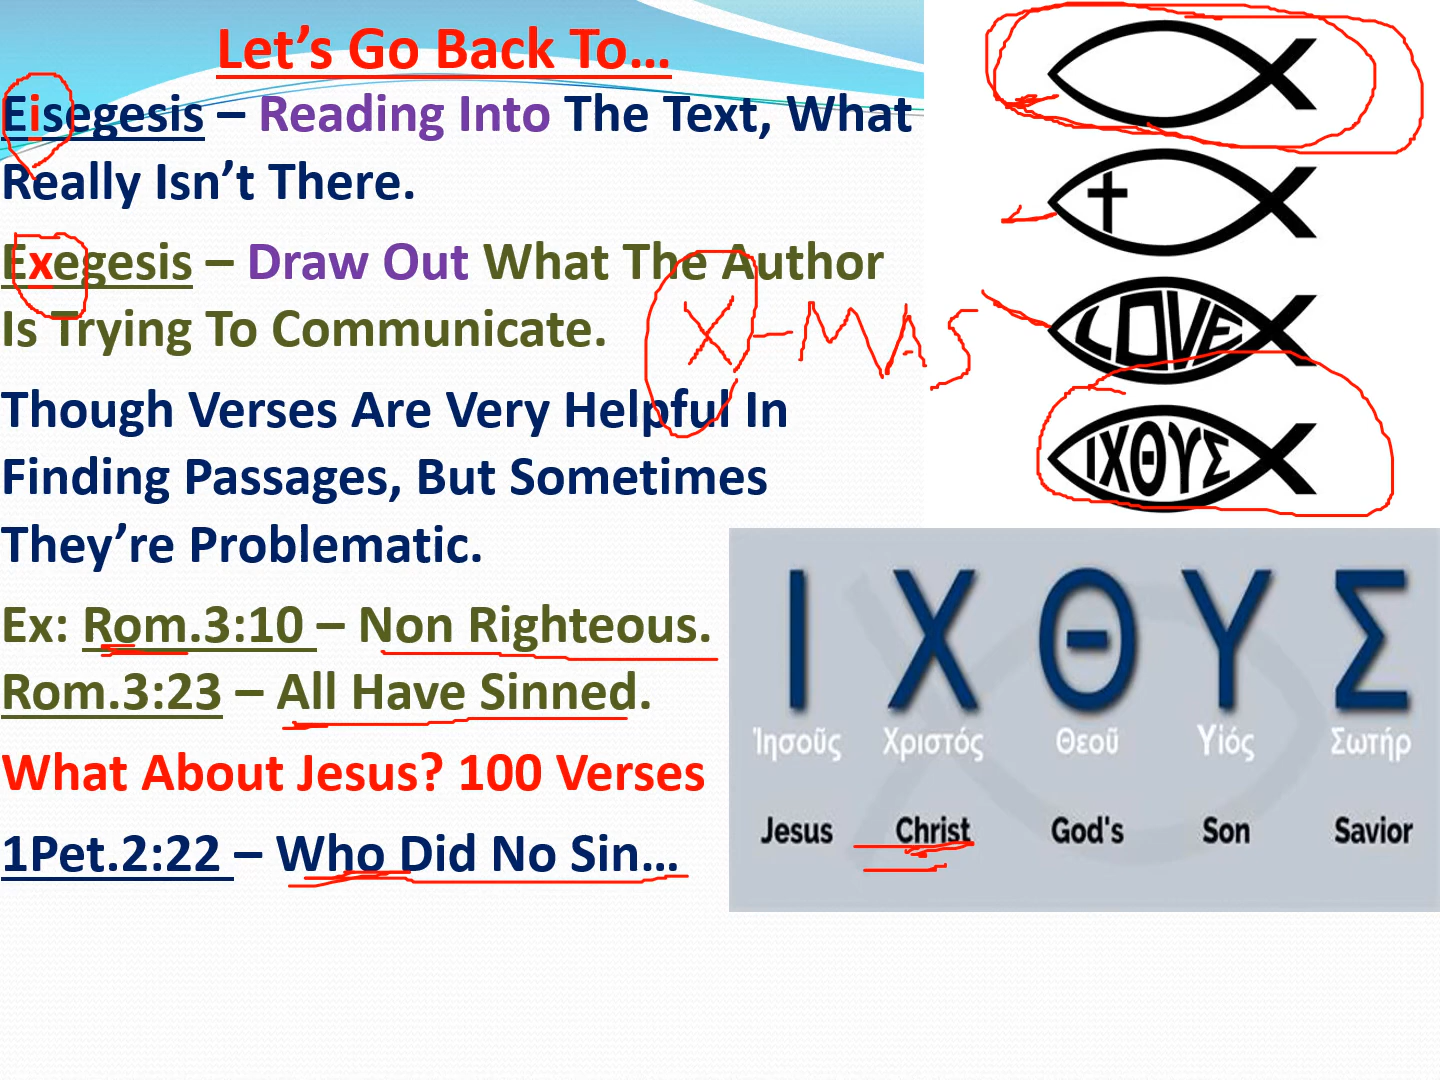 Let’s Go Back To…
Eisegesis – Reading Into The Text, What
Really Isn’t There.
Exegesis – Draw Out What The Author
Is Trying To Communicate.
X-MAS
Though Verses Are Very Helpful In
Finding Passages, But Sometimes
They’re Problematic.
Ex: Rom.3:10 – Non Righteous.
Rom.3:23 – All Have Sinned.
What About Jesus? 100 Verses
1Pet.2:22 – Who Did No Sin…
LOVE
ΙΧΘΥΣ
Ι Χ Θ Υ Σ
Ἰησοῦς Χριστός Θεοῦ Υἱός Σωτήρ
Jesus Christ God's Son Savior